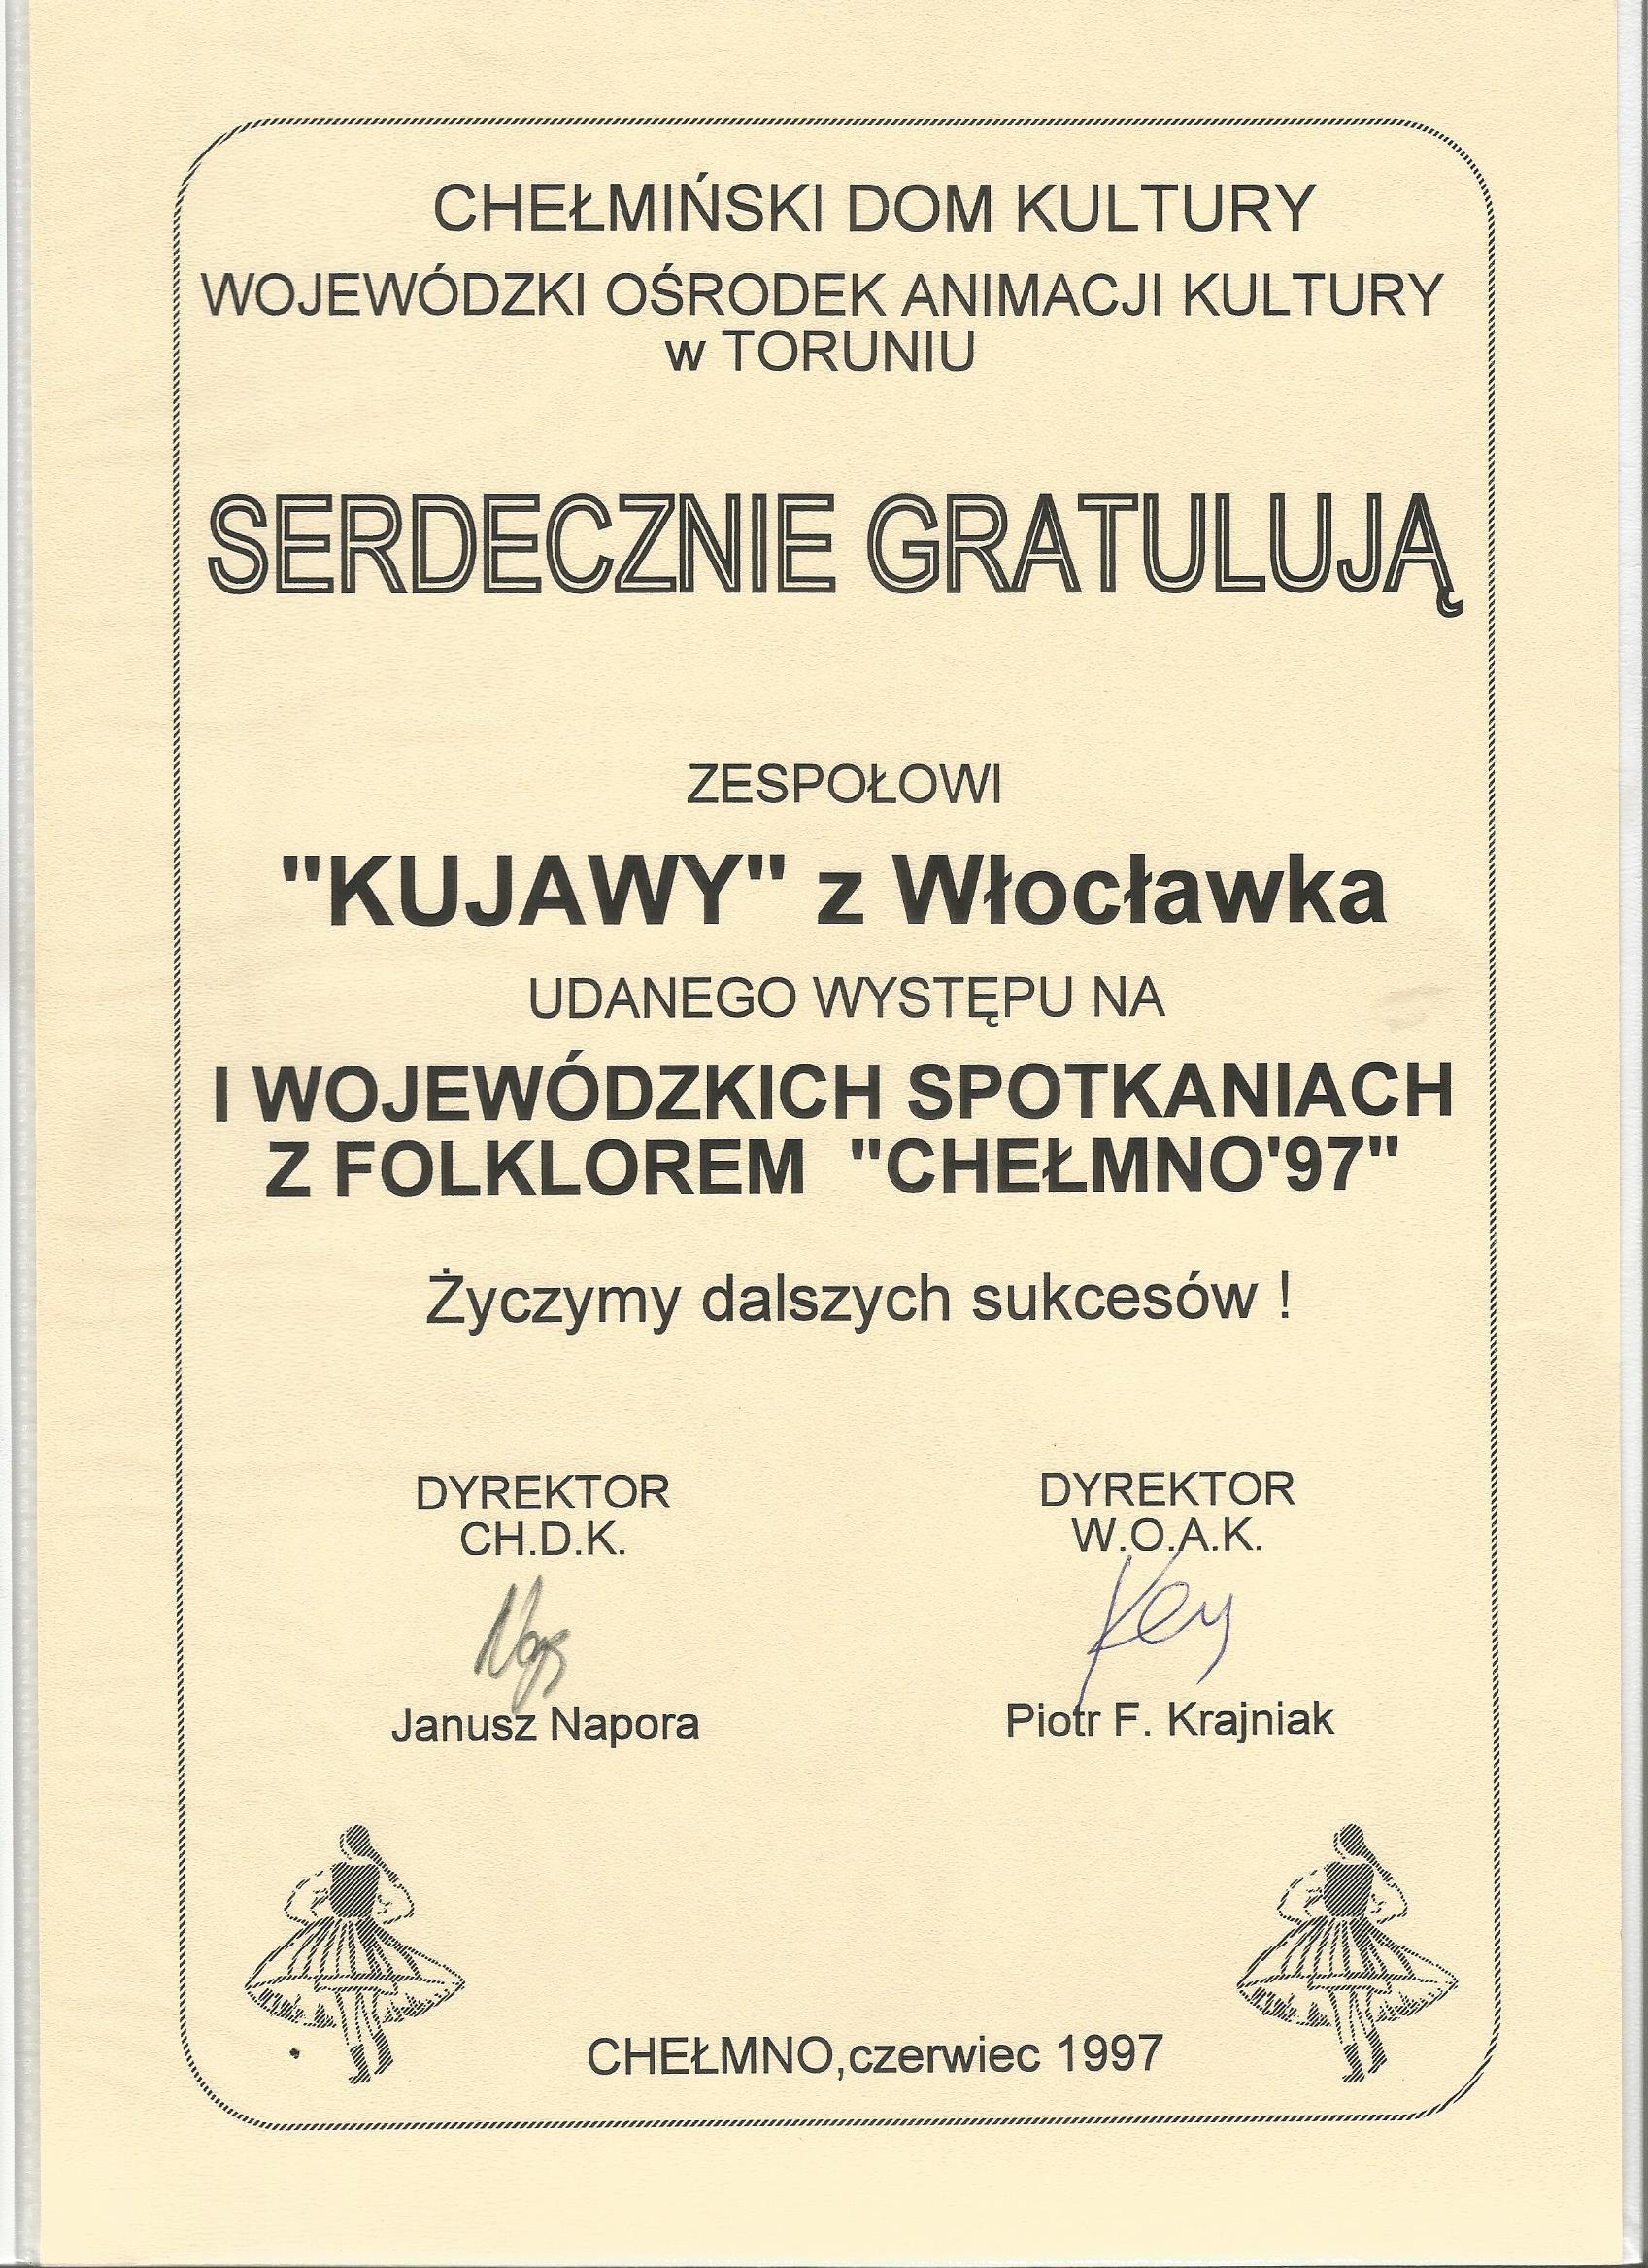 CHEŁMIŃSKI DOM KULTURY
WOJEWÓDZKI OŚRODEK ANIMACJI KULTURY
w TORUNIU
SERDECZNIE GRATULUJĄ
ZESPOŁOWI
"KUJAWY" z Włocławka
UDANEGO WYSTĘPU NA
I WOJEWÓDZKICH SPOTKANIACH
Z FOLKLOREM "CHEŁMNO'97"
Życzymy dalszych sukcesów !
DYREKTOR
CH.D.K.
Janusz Napora
DYREKTOR
W.O.A.K.
Piotr F. Krajniak
CHEŁMNO,czerwiec 1997